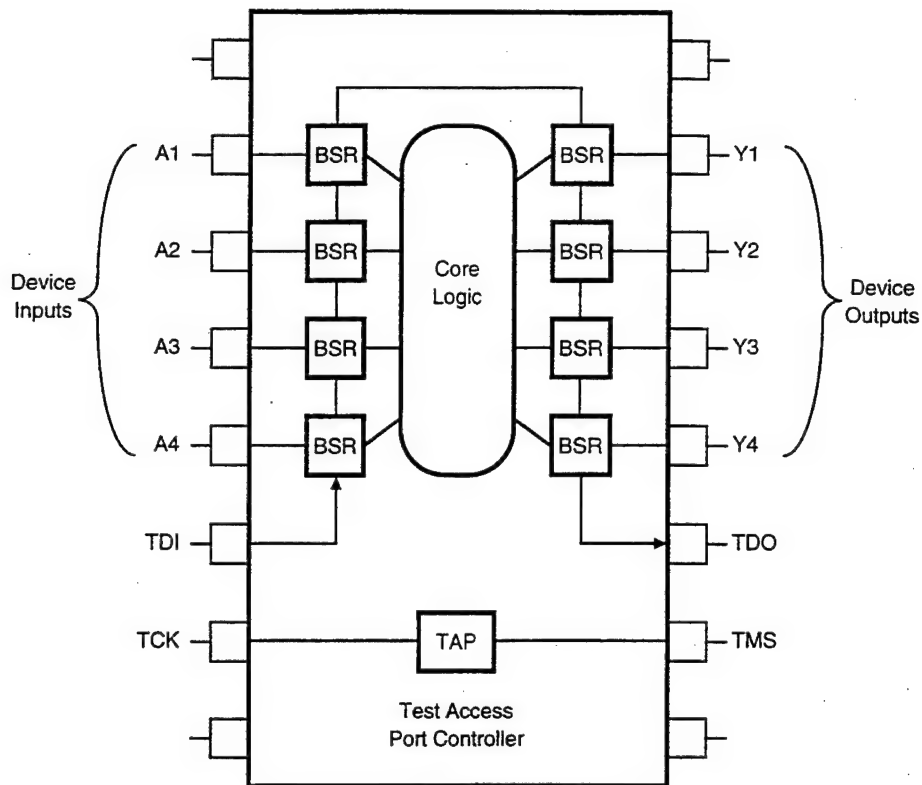 A1
BSR
BSR
Y1
A2
BSR
BSR
Y2
Device
Inputs
Core
Logic
Device
Outputs
A3
BSR
BSR
Y3
A4
BSR
BSR
Y4
TDI
TDO
TCK
TAP
TMS
Test Access
Port Controller